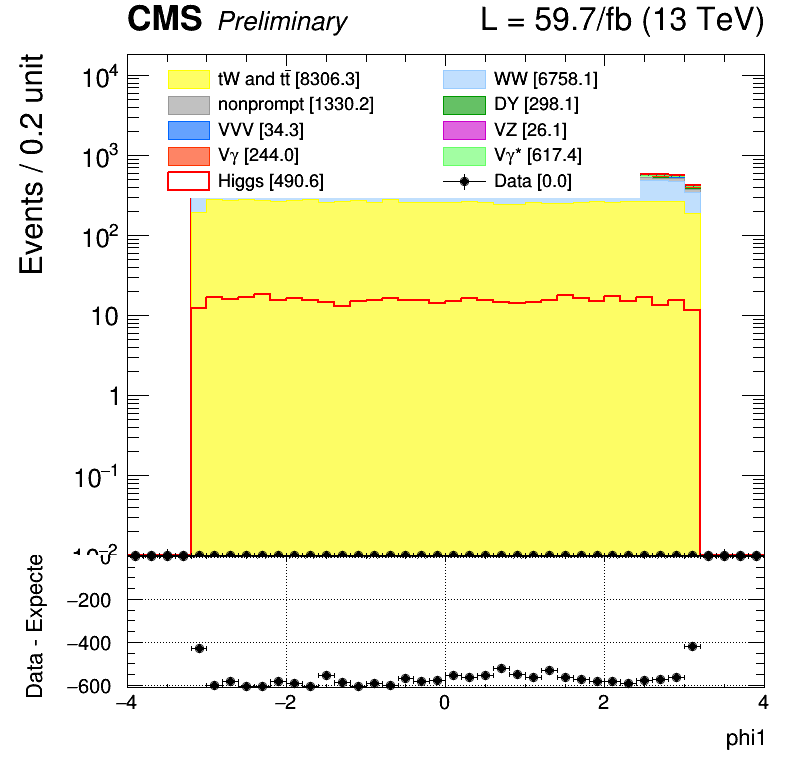 CMS Preliminary L = 59.7/fb (13 TeV)
Events / 0.2 unit
10⁴
10³
10²
10
1
10⁻¹
tW and tt̄ [8306.3]
WW [6758.1]
nonprompt [1330.2]
DY [298.1]
VVV [34.3]
VZ [26.1]
Vγ [244.0]
Vγ* [617.4]
Higgs [490.6]
Data [0.0]
Data - Expecte
−200
−400
−600
−4 −2 0 2 4
phi1